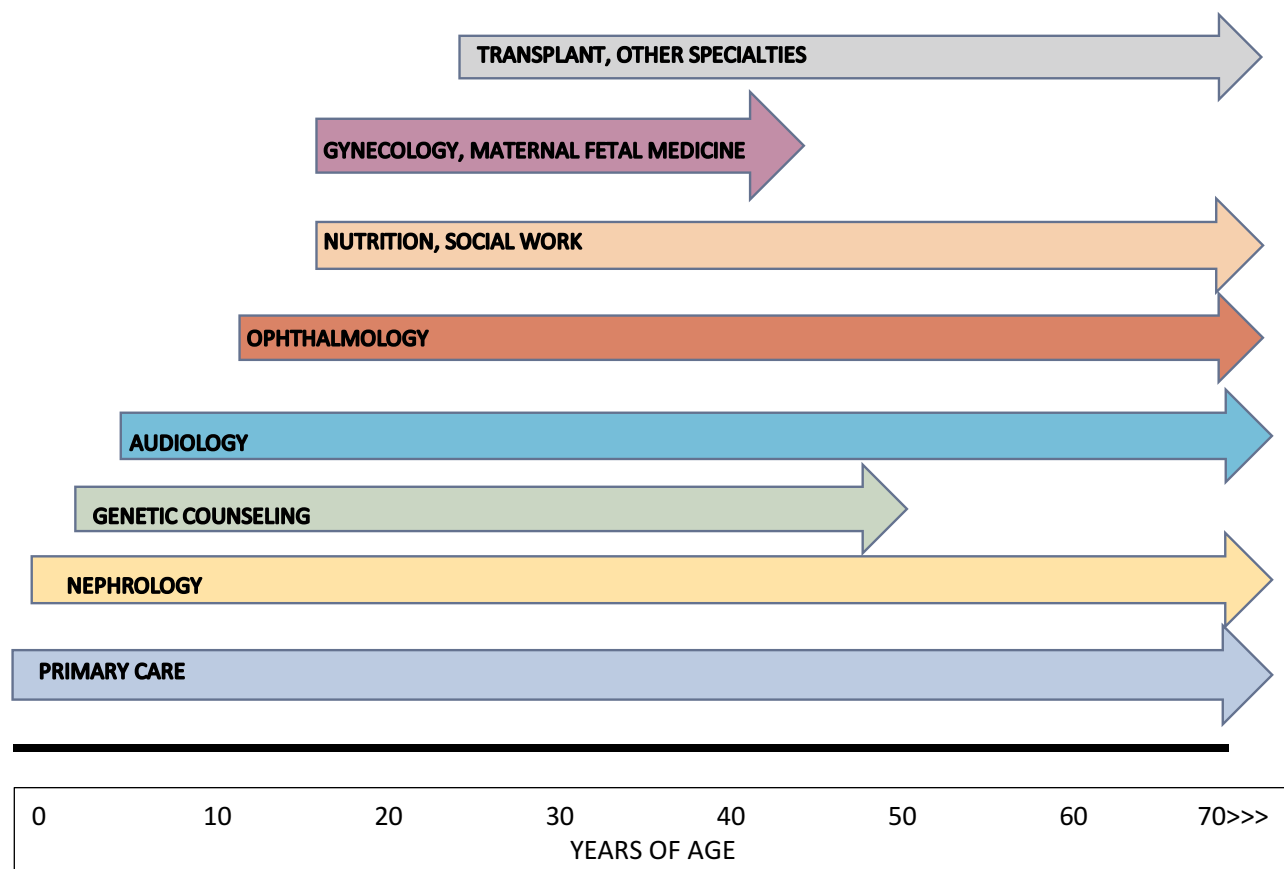 TRANSPLANT, OTHER SPECIALTIES
GYNECOLOGY, MATERNAL FETAL MEDICINE
NUTRITION, SOCIAL WORK
OPHTHALMOLOGY
AUDIOLOGY
GENETIC COUNSELING
NEPHROLOGY
PRIMARY CARE
0 10 20 30 40 50 60 70>>>
YEARS OF AGE